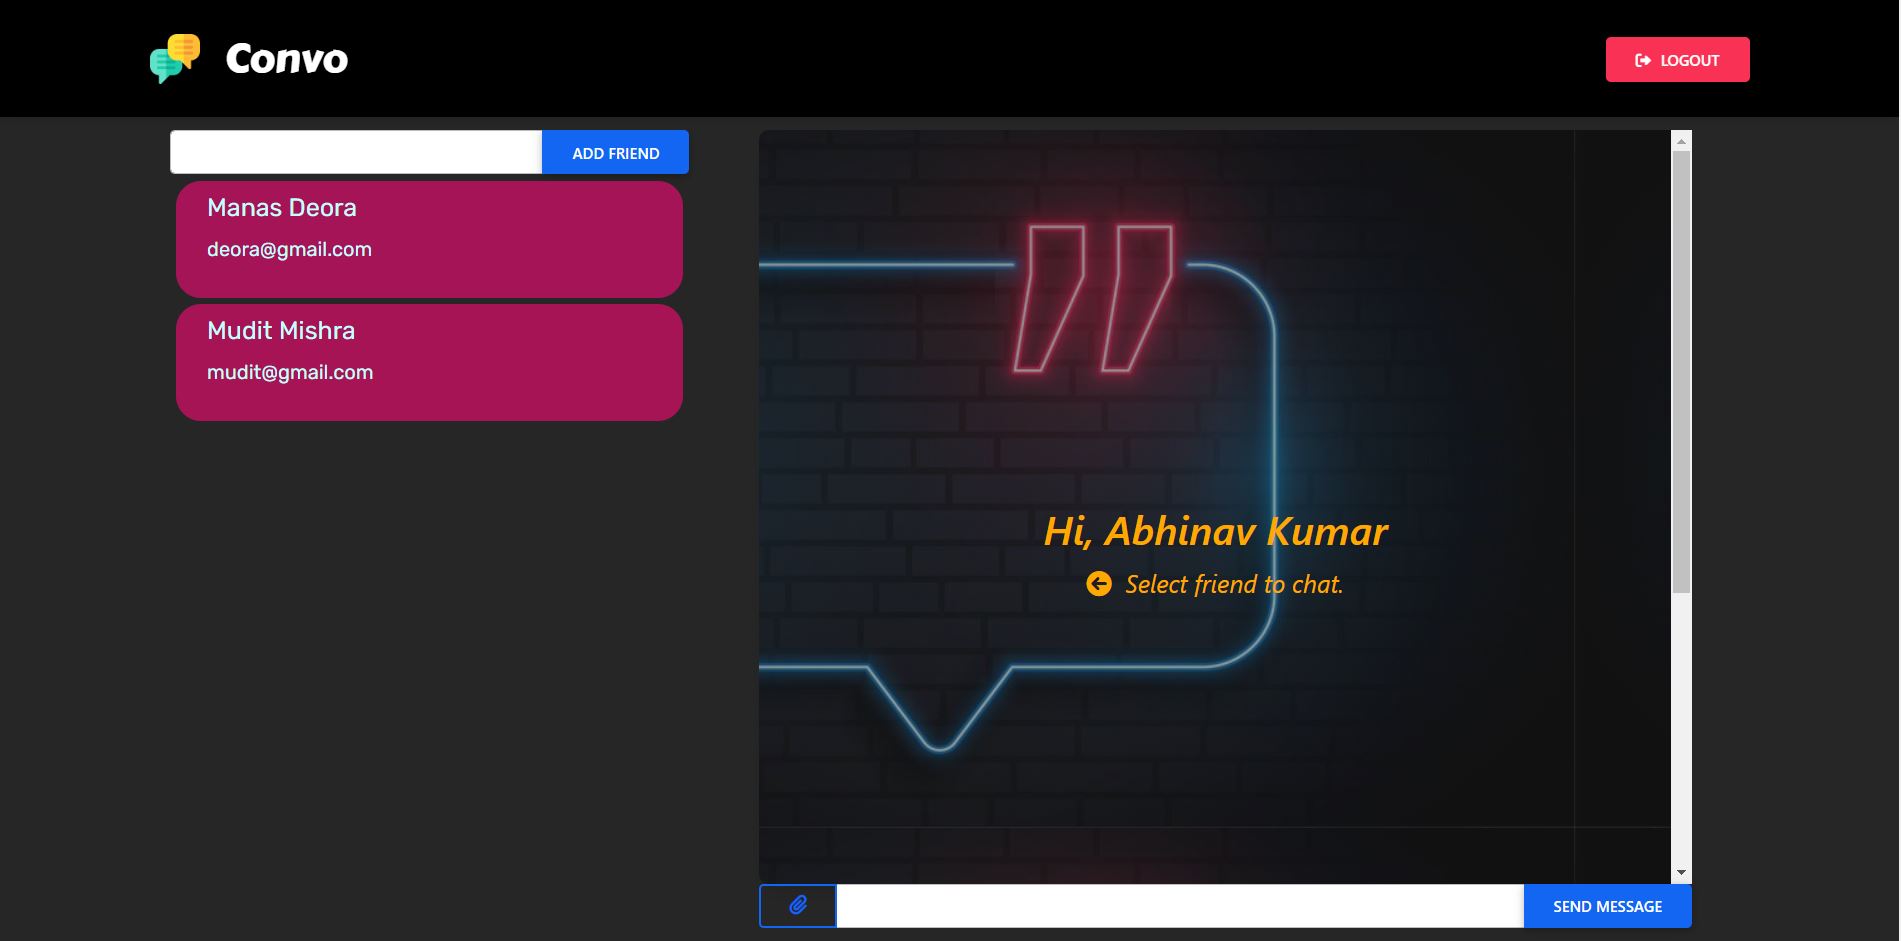 Convo
LOGOUT
ADD FRIEND
Manas Deora
deora@gmail.com
Mudit Mishra
mudit@gmail.com
Hi, Abhinav Kumar
Select friend to chat.
SEND MESSAGE